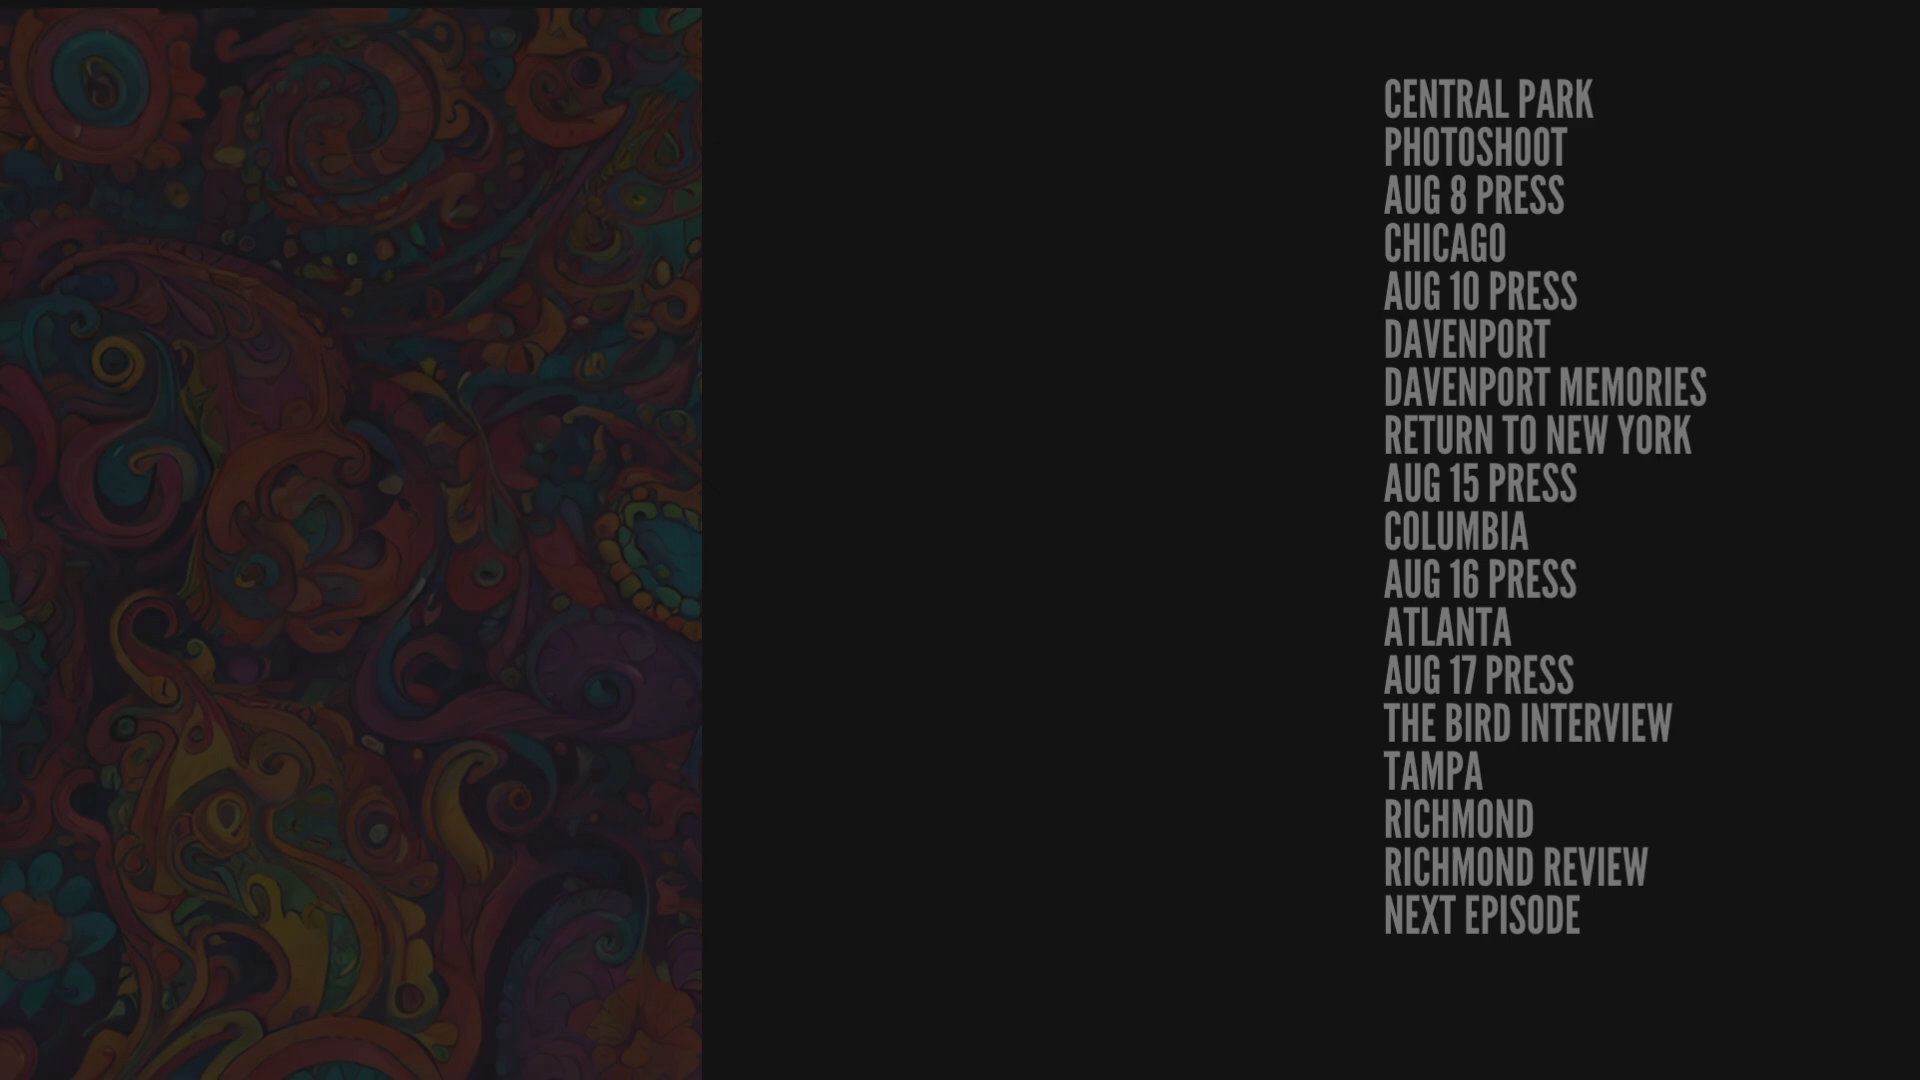 CENTRAL PARK
PHOTOSHOOT
AUG 8 PRESS
CHICAGO
AUG 10 PRESS
DAVENPORT
DAVENPORT MEMORIES
RETURN TO NEW YORK
AUG 15 PRESS
COLUMBIA
AUG 16 PRESS
ATLANTA
AUG 17 PRESS
THE BIRD INTERVIEW
TAMPA
RICHMOND
RICHMOND REVIEW
NEXT EPISODE